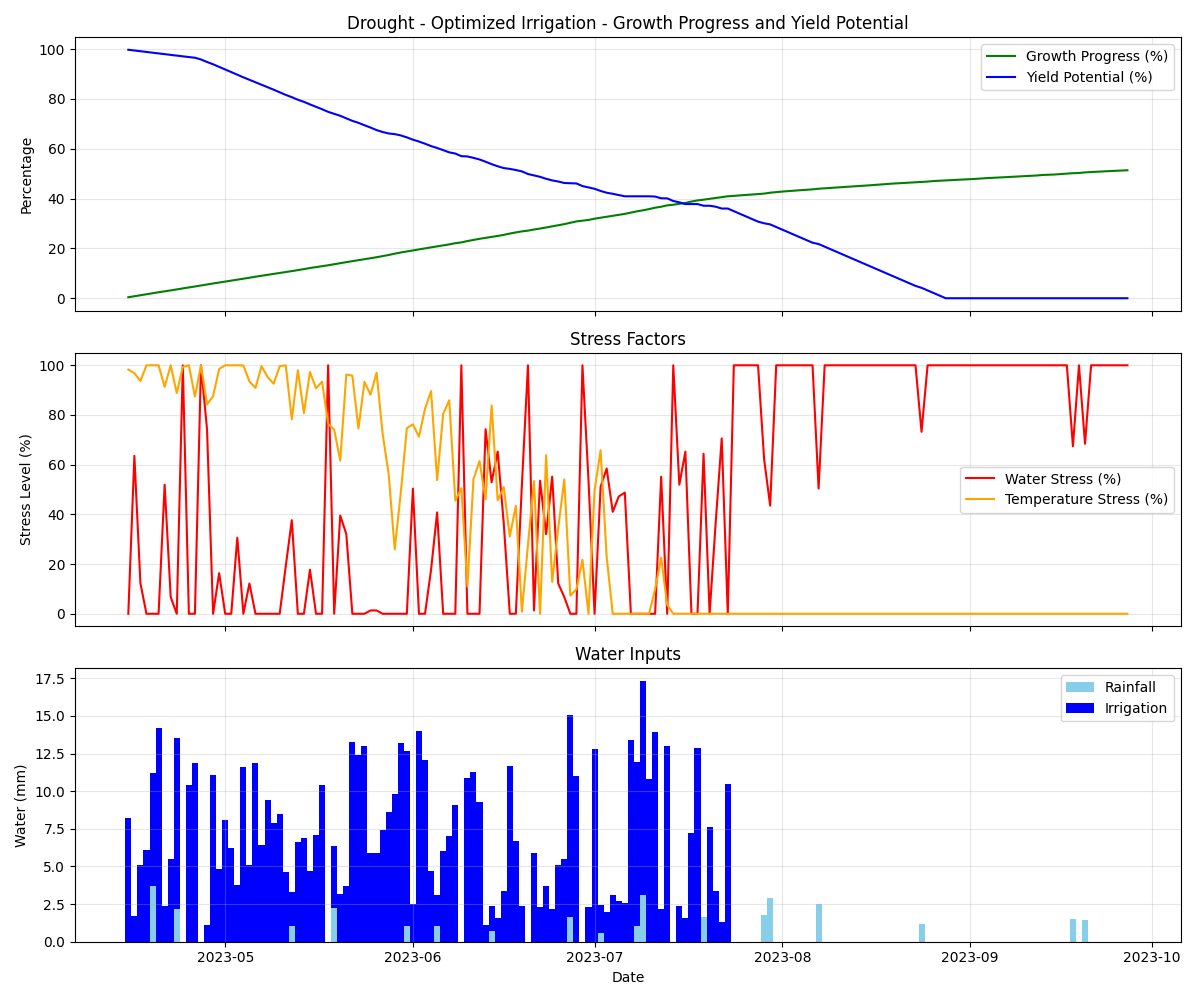 Drought - Optimized Irrigation - Growth Progress and Yield Potential
100
80
60
40
20
0
Percentage
Growth Progress (%)
Yield Potential (%)
Stress Factors
100
80
60
40
20
0
Stress Level (%)
Water Stress (%)
Temperature Stress (%)
Water Inputs
17.5
15.0
12.5
10.0
7.5
5.0
2.5
0.0
Water (mm)
Rainfall
Irrigation
2023-05
2023-06
2023-07
2023-08
2023-09
2023-10
Date